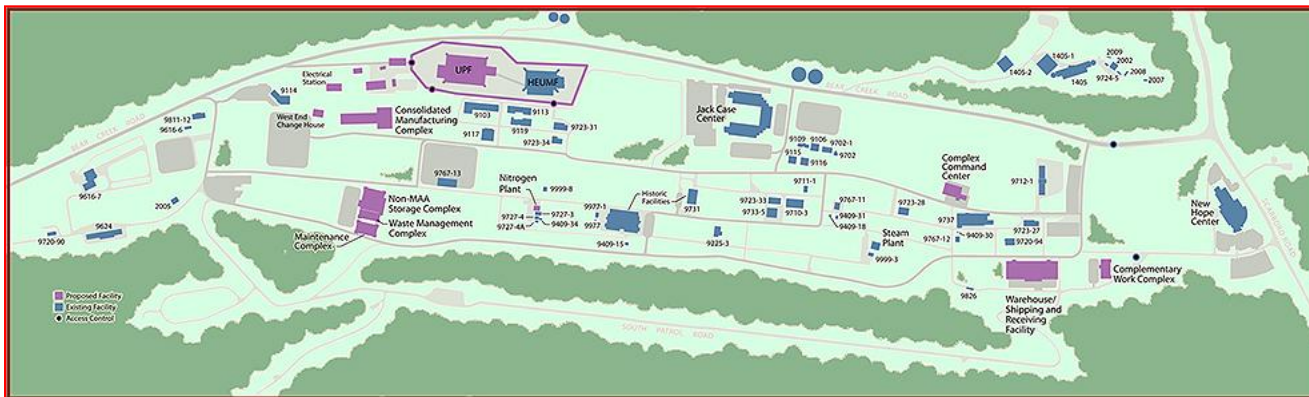 1405-1
2009
2002
1405-2
9724-5
2008
1405
2007
UPF
HEUMF
Electrical
Station
9114
BEAR CREEK ROAD
West End
Change House
Consolidated
Manufacturing
Complex
9103
9113
9117
9119
9723-31
9723-34
Jack Case
Center
9811-12
9616-6
BEAR CREEK ROAD
9109
9106
9702-1
9115
9702
9116
Complex
Command
Center
9767-13
Nitrogen
Plant
9999-8
Historic
Facilities
9711-1
9712-1
9616-7
2005
Non-MAA
Storage Complex
Waste Management
Complex
Maintenance
Complex
9727-4
9727-4A
9727-3
9409-34
9977-1
9977
9731
9723-33
9733-5
9710-3
9767-11
9409-31
9409-18
9723-28
9737
9409-30
9723-27
9720-94
9767-12
New
Hope
Center
SCARBORO ROAD
9720-90
9624
9409-15
9225-3
Steam
Plant
9999-3
Complementary
Work Complex
9826
Warehouse/
Shipping and
Receiving
Facility
SOUTH PATROL ROAD
Proposed Facility
Existing Facility
Access Control